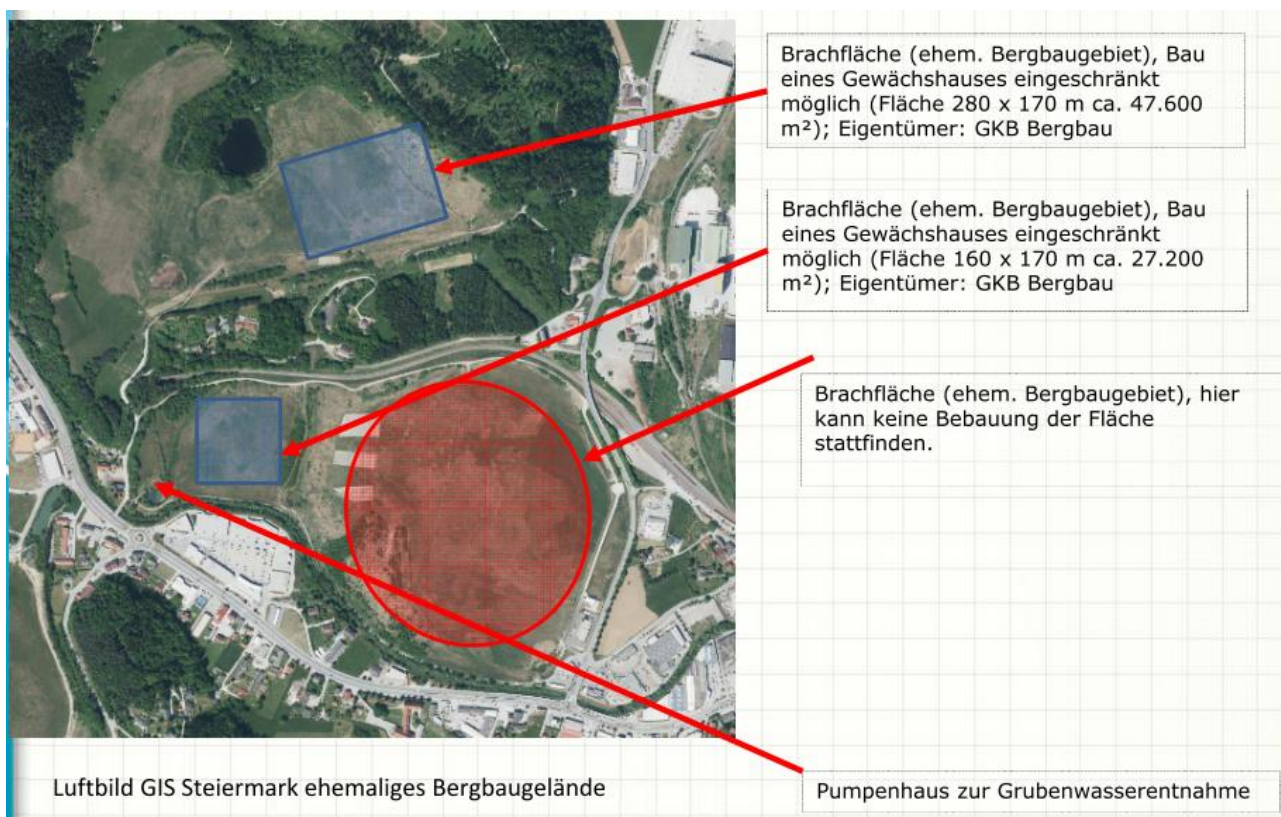 Brachfläche (ehem. Bergbaugebiet), Bau
eines Gewächshauses eingeschränkt
möglich (Fläche 280 x 170 m ca. 47.600
m²); Eigentümer: GKB Bergbau
Brachfläche (ehem. Bergbaugebiet), Bau
eines Gewächshauses eingeschränkt
möglich (Fläche 160 x 170 m ca. 27.200
m²); Eigentümer: GKB Bergbau
Brachfläche (ehem. Bergbaugebiet), hier
kann keine Bebauung der Fläche
stattfinden.
Luftbild GIS Steiermark ehemaliges Bergbaugelände
Pumpenhaus zur Grubenwasserentnahme